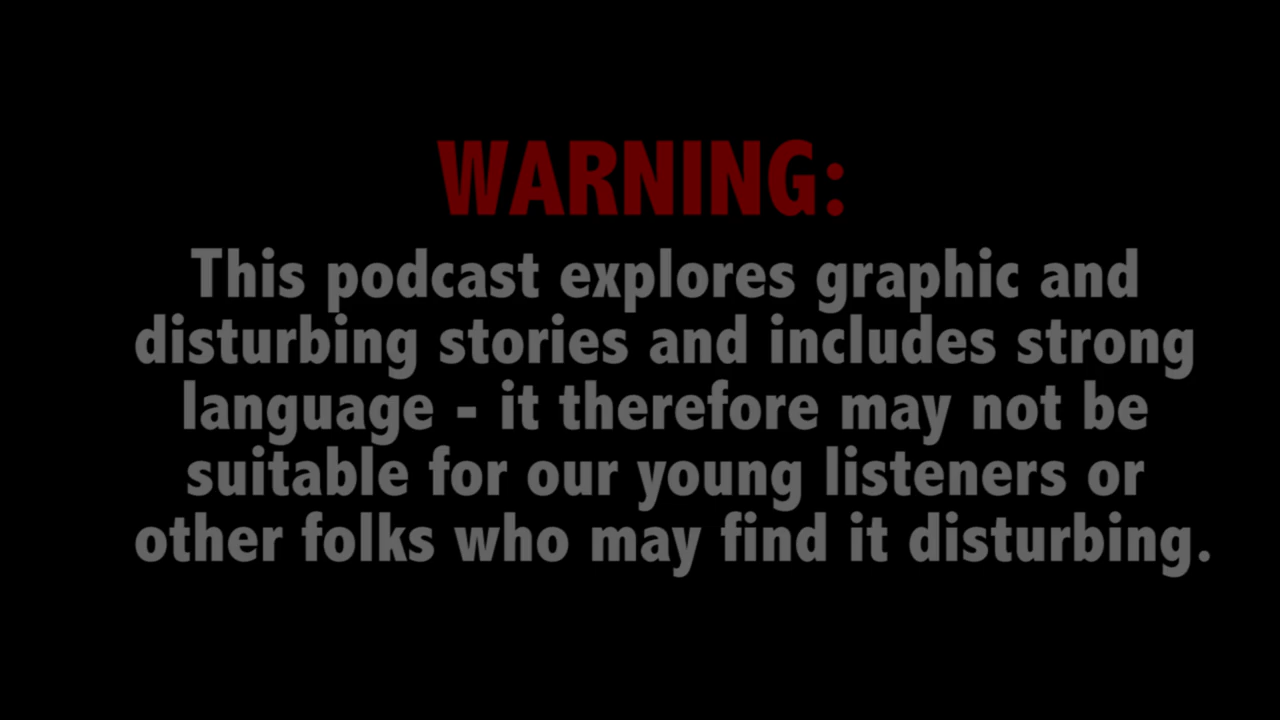 WARNING:
This podcast explores graphic and
disturbing stories and includes strong
language - it therefore may not be
suitable for our young listeners or
other folks who may find it disturbing.